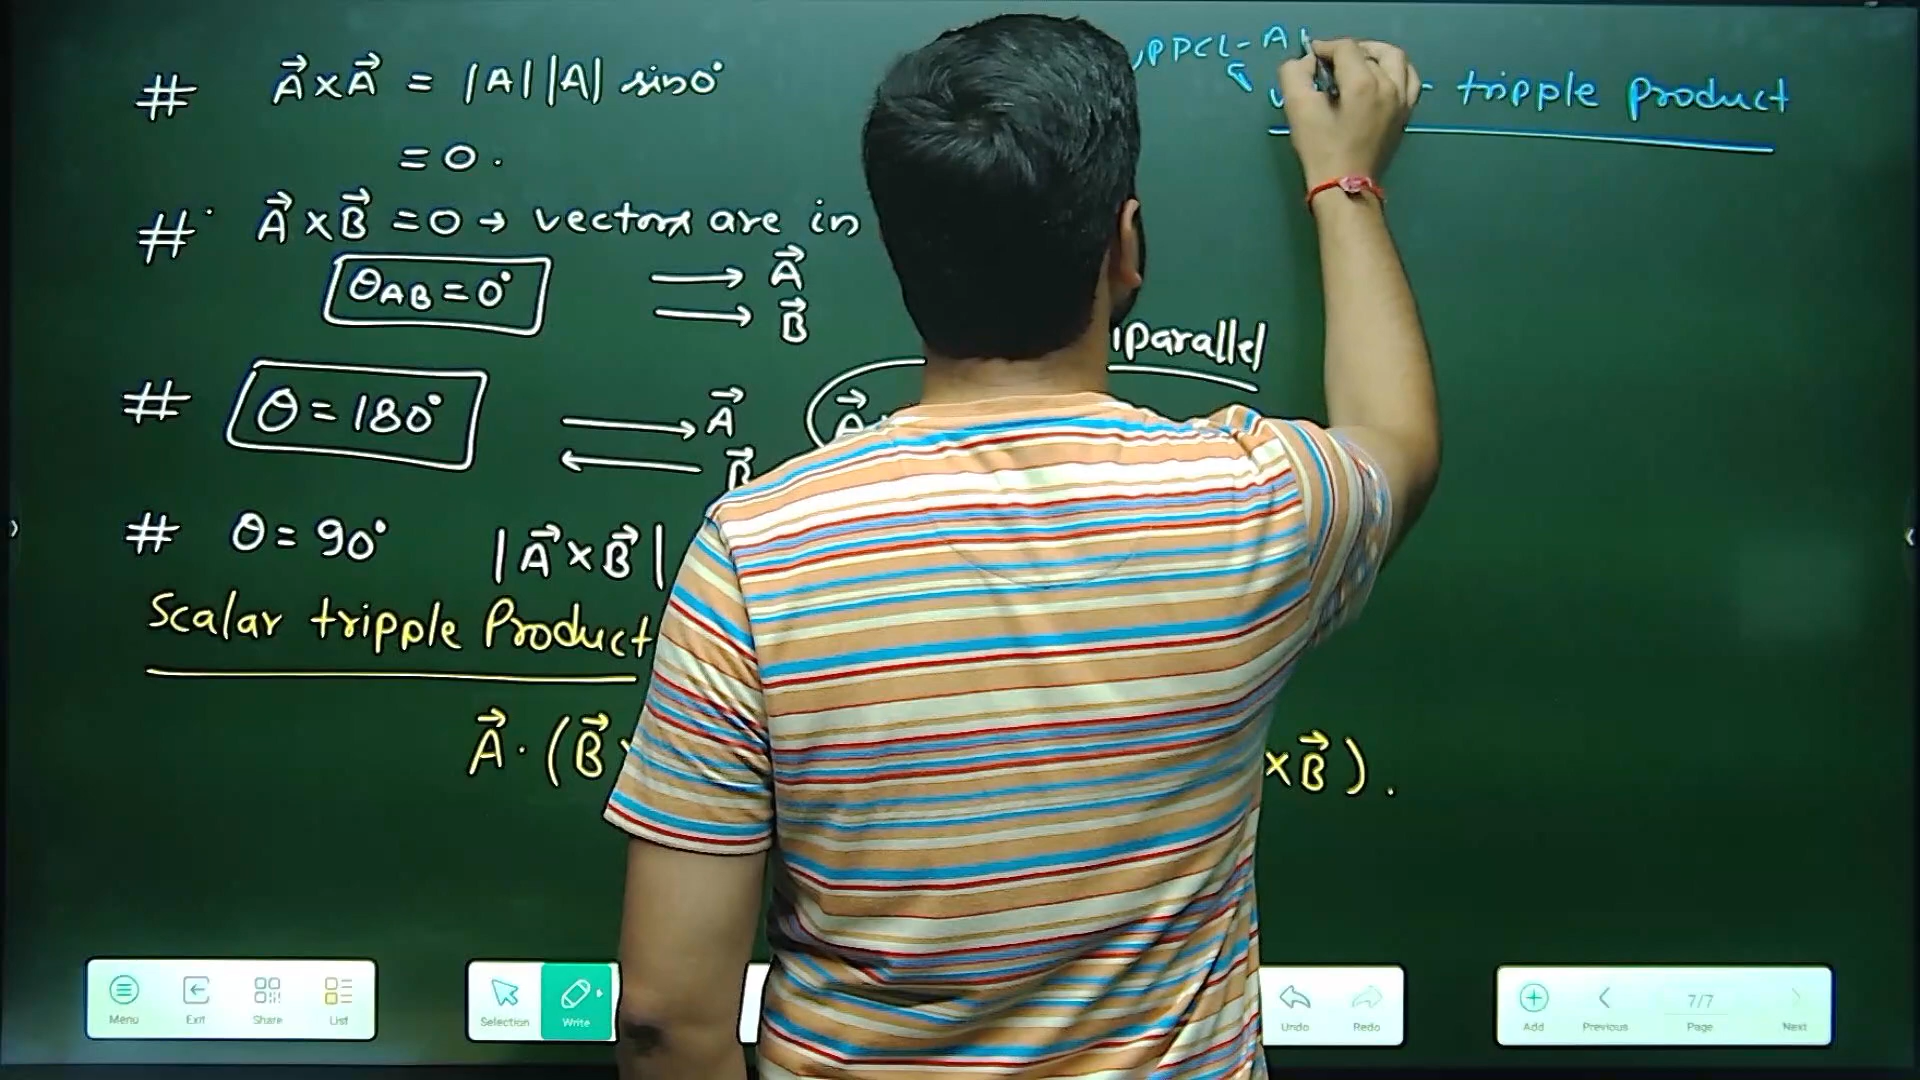 # A⃗ x A⃗ = |A| |A| sin0°
= 0.
# A⃗ x B⃗ = 0 → vectors are in
θAB = 0° → A⃗
→ B⃗
parallel
# θ = 180° → A⃗ A⃗
←
# θ = 90° |A⃗ x B⃗|
Scalar tripple Product
A⃗ · (B⃗ x B⃗).
UPPCL - A
- tripple product
Menu Exit Share List Selection Write Undo Redo Add Previous 7/7 Page Next